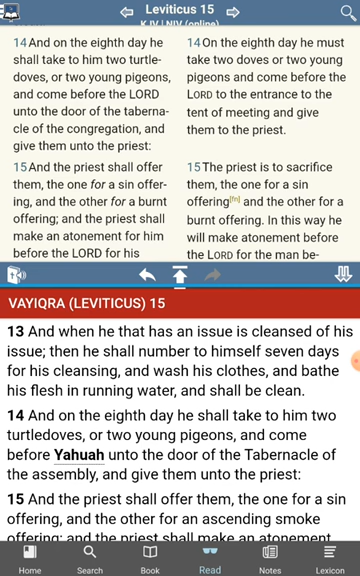 Leviticus 15
KJV | NIV (online)
14 And on the eighth day he
shall take to him two turtle-
doves, or two young pigeons,
and come before the LORD
unto the door of the taberna-
cle of the congregation, and
give them unto the priest:
15 And the priest shall offer
them, the one for a sin offer-
ing, and the other for a burnt
offering; and the priest shall
make an atonement for him
before the LORD for his
14 On the eighth day he must
take two doves or two young
pigeons and come before the
LORD to the entrance to the
tent of meeting and give
them to the priest.
15 The priest is to sacrifice
them, the one for a sin
offering[fn] and the other for a
burnt offering. In this way he
will make atonement before
the LORD for the man be-
VAYIQRA (LEVITICUS) 15
13 And when he that has an issue is cleansed of his
issue; then he shall number to himself seven days
for his cleansing, and wash his clothes, and bathe
his flesh in running water, and shall be clean.
14 And on the eighth day he shall take to him two
turtledoves, or two young pigeons, and come
before Yahuah unto the door of the Tabernacle of
the assembly, and give them unto the priest:
15 And the priest shall offer them, the one for a sin
offering, and the other for an ascending smoke
offering; and the priest shall make an atonement
Home
Search
Book
Read
Notes
Lexicon